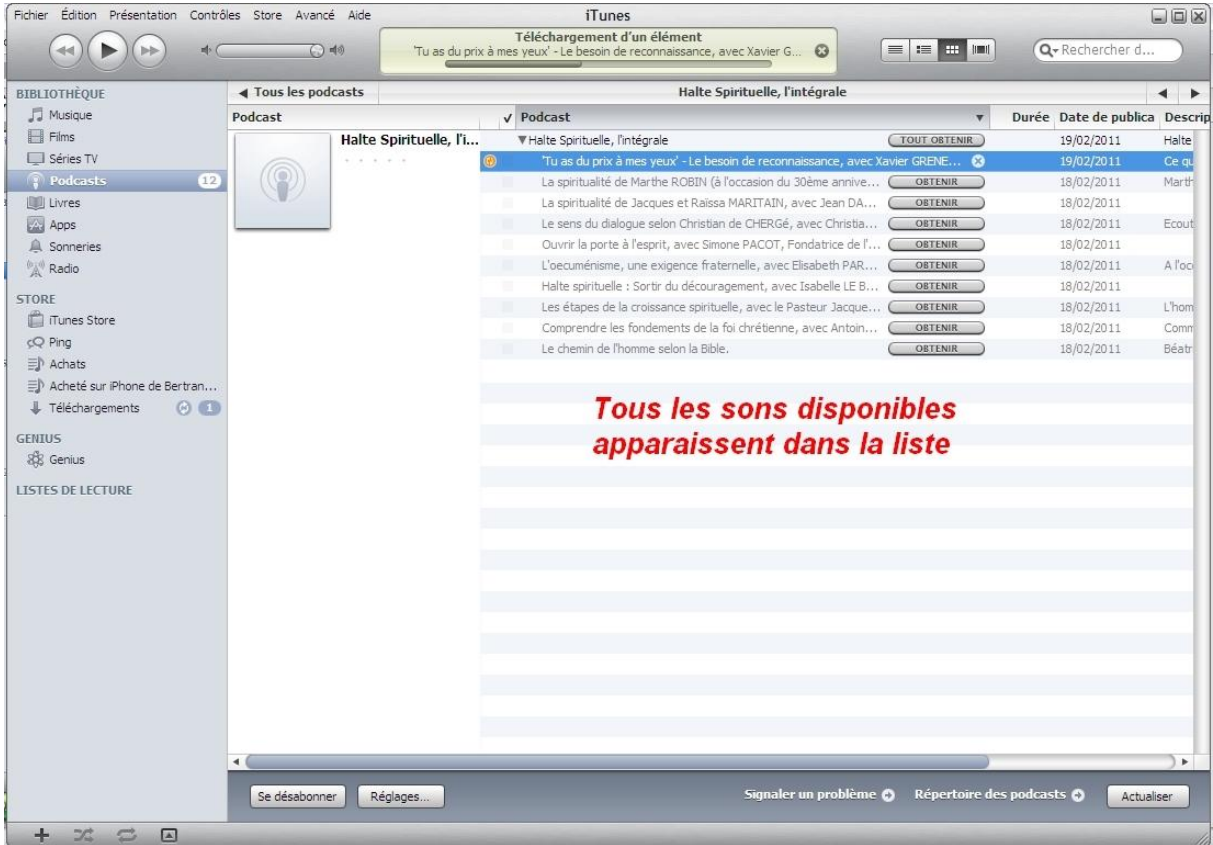 Fichier Édition Présentation Contrôles Store Avancé Aide
iTunes
Téléchargement d'un élément
'Tu as du prix à mes yeux' - Le besoin de reconnaissance, avec Xavier G...
Rechercher d...
BIBLIOTHÈQUE
Musique
Films
Séries TV
Podcasts 12
Livres
Apps
Sonneries
Radio
STORE
iTunes Store
Ping
Achats
Acheté sur iPhone de Bertran...
Téléchargements 1
GENIUS
Genius
LISTES DE LECTURE
Tous les podcasts
Halte Spirituelle, l'intégrale
Podcast
Podcast Durée Date de publica Descrip
Halte Spirituelle, l'i...
Halte Spirituelle, l'intégrale TOUT OBTENIR 19/02/2011 Halte
'Tu as du prix à mes yeux' - Le besoin de reconnaissance, avec Xavier GRENE... 19/02/2011 Ce qu
La spiritualité de Marthe ROBIN (à l'occasion du 30ème annive... OBTENIR 18/02/2011 Marth
La spiritualité de Jacques et Raïssa MARITAIN, avec Jean DA... OBTENIR 18/02/2011
Le sens du dialogue selon Christian de CHERGé, avec Christia... OBTENIR 18/02/2011 Ecout
Ouvrir la porte à l'esprit, avec Simone PACOT, Fondatrice de l'... OBTENIR 18/02/2011
L'oecuménisme, une exigence fraternelle, avec Elisabeth PAR... OBTENIR 18/02/2011 A l'oc
Halte spirituelle : Sortir du découragement, avec Isabelle LE B... OBTENIR 18/02/2011
Les étapes de la croissance spirituelle, avec le Pasteur Jacque... OBTENIR 18/02/2011 L'hom
Comprendre les fondements de la foi chrétienne, avec Antoin... OBTENIR 18/02/2011 Comm
Le chemin de l'homme selon la Bible. OBTENIR 18/02/2011 Béatr
Tous les sons disponibles
apparaissent dans la liste
Se désabonner Réglages... Signaler un problème Répertoire des podcasts Actualiser